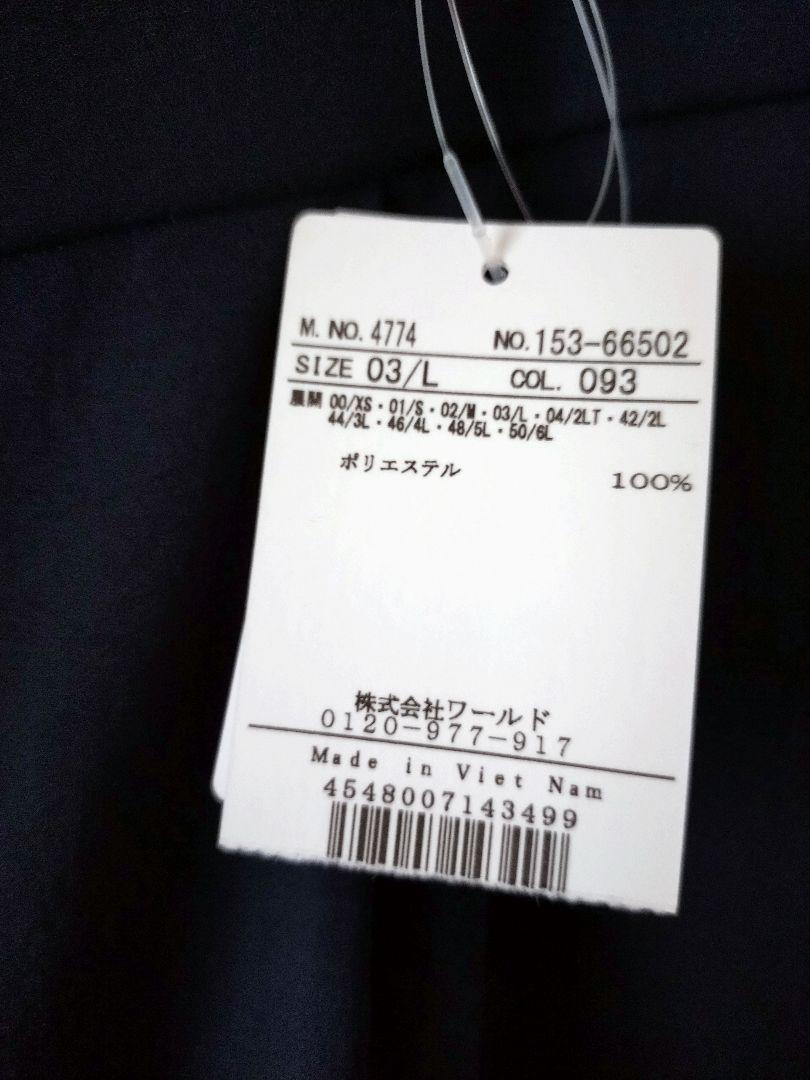 M. NO. 4774 NO. 153-66502
SIZE 03/L COL. 093
展開 00/XS・01/S・02/M・03/L・04/2LT・42/2L
44/3L・46/4L・48/5L・50/6L
ポリエステル 100%
株式会社ワールド
0120-977-917
Made in Viet Nam
4548007143499